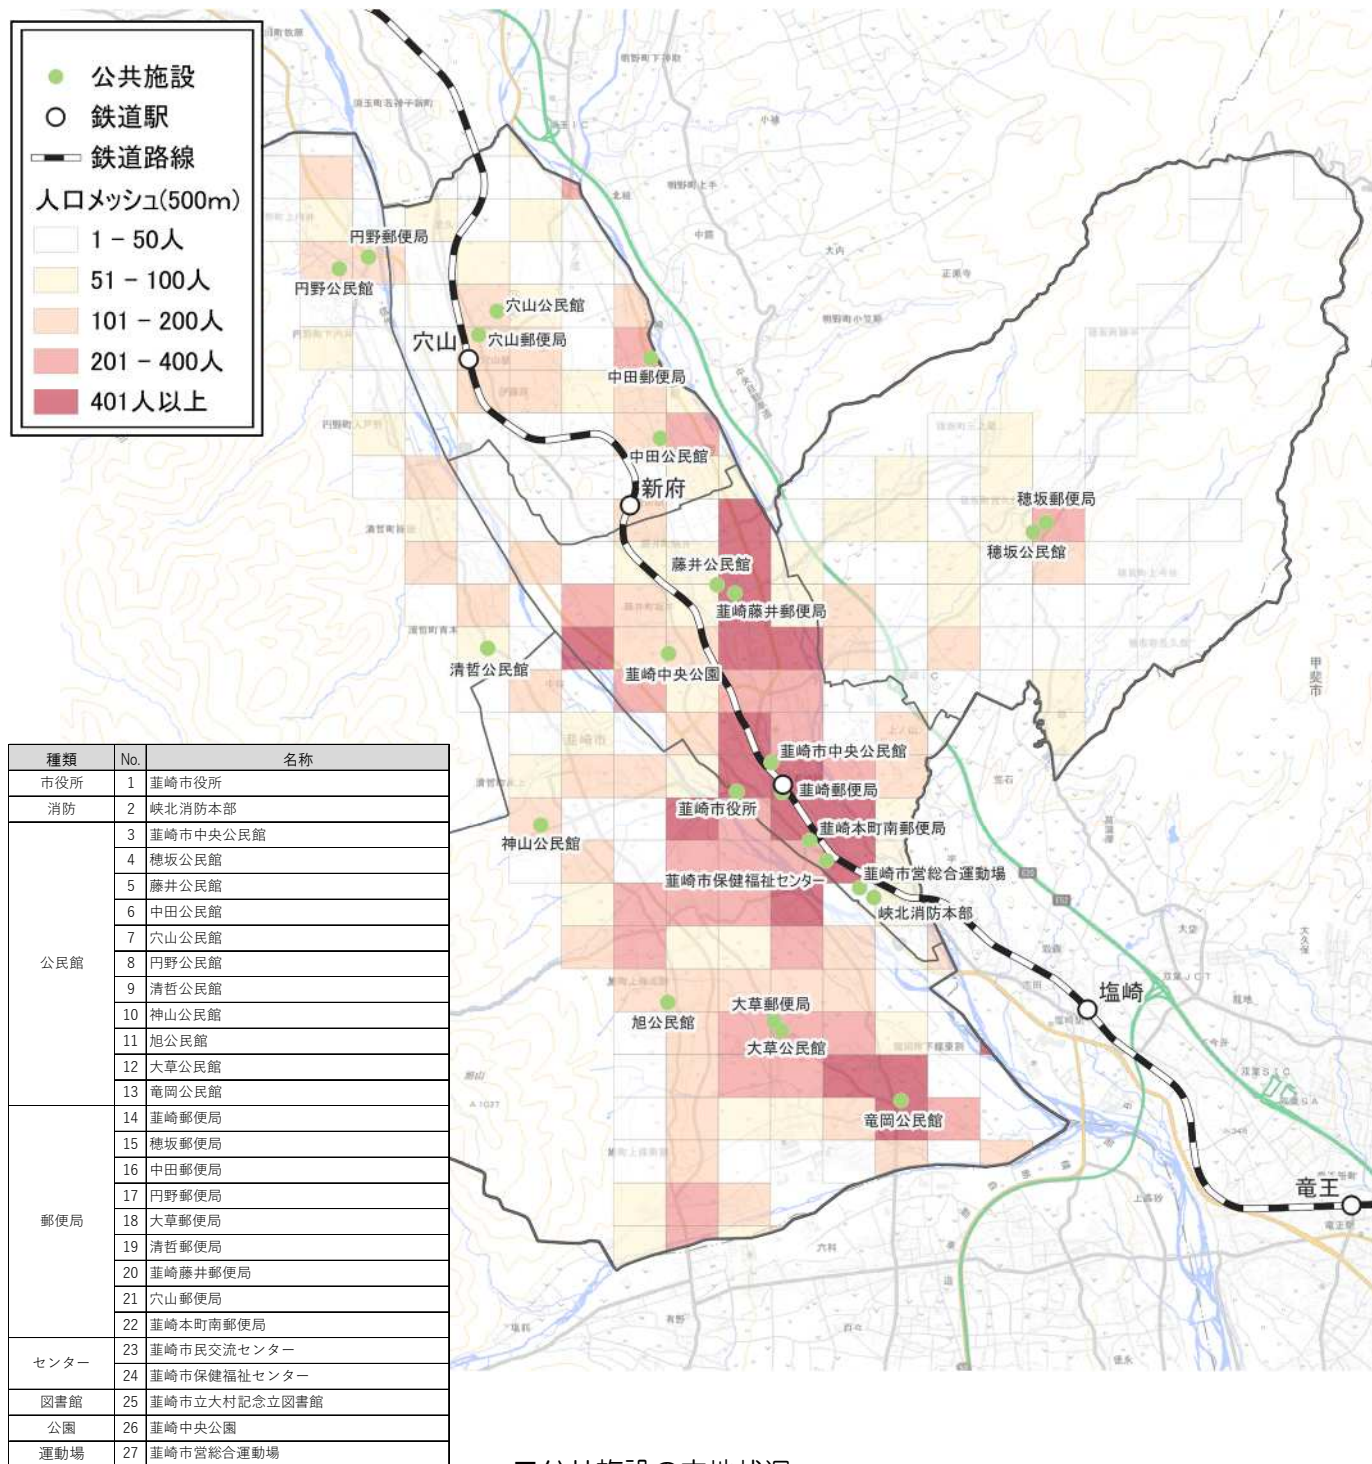 公共施設
鉄道駅
鉄道路線
人口メッシュ(500m)
1 − 50人
51 − 100人
101 − 200人
201 − 400人
401人以上
円野郵便局
円野公民館
穴山公民館
穴山
穴山郵便局
中田郵便局
中田公民館
新府
穂坂郵便局
穂坂公民館
藤井公民館
韮崎藤井郵便局
清哲公民館
韮崎中央公園
甲斐市
韮崎市中央公民館
韮崎郵便局
韮崎市役所
韮崎本町南郵便局
神山公民館
韮崎市保健福祉センター
韮崎市営総合運動場
峡北消防本部
塩崎
大草郵便局
旭公民館
大草公民館
竜岡公民館
竜王
種類 No. 名称
市役所 1 韮崎市役所
消防 2 峡北消防本部
公民館 3 韮崎市中央公民館
4 穂坂公民館
5 藤井公民館
6 中田公民館
7 穴山公民館
8 円野公民館
9 清哲公民館
10 神山公民館
11 旭公民館
12 大草公民館
13 竜岡公民館
郵便局 14 韮崎郵便局
15 穂坂郵便局
16 中田郵便局
17 円野郵便局
18 大草郵便局
19 清哲郵便局
20 韮崎藤井郵便局
21 穴山郵便局
22 韮崎本町南郵便局
センター 23 韮崎市民交流センター
24 韮崎市保健福祉センター
図書館 25 韮崎市立大村記念立図書館
公園 26 韮崎中央公園
運動場 27 韮崎市営総合運動場